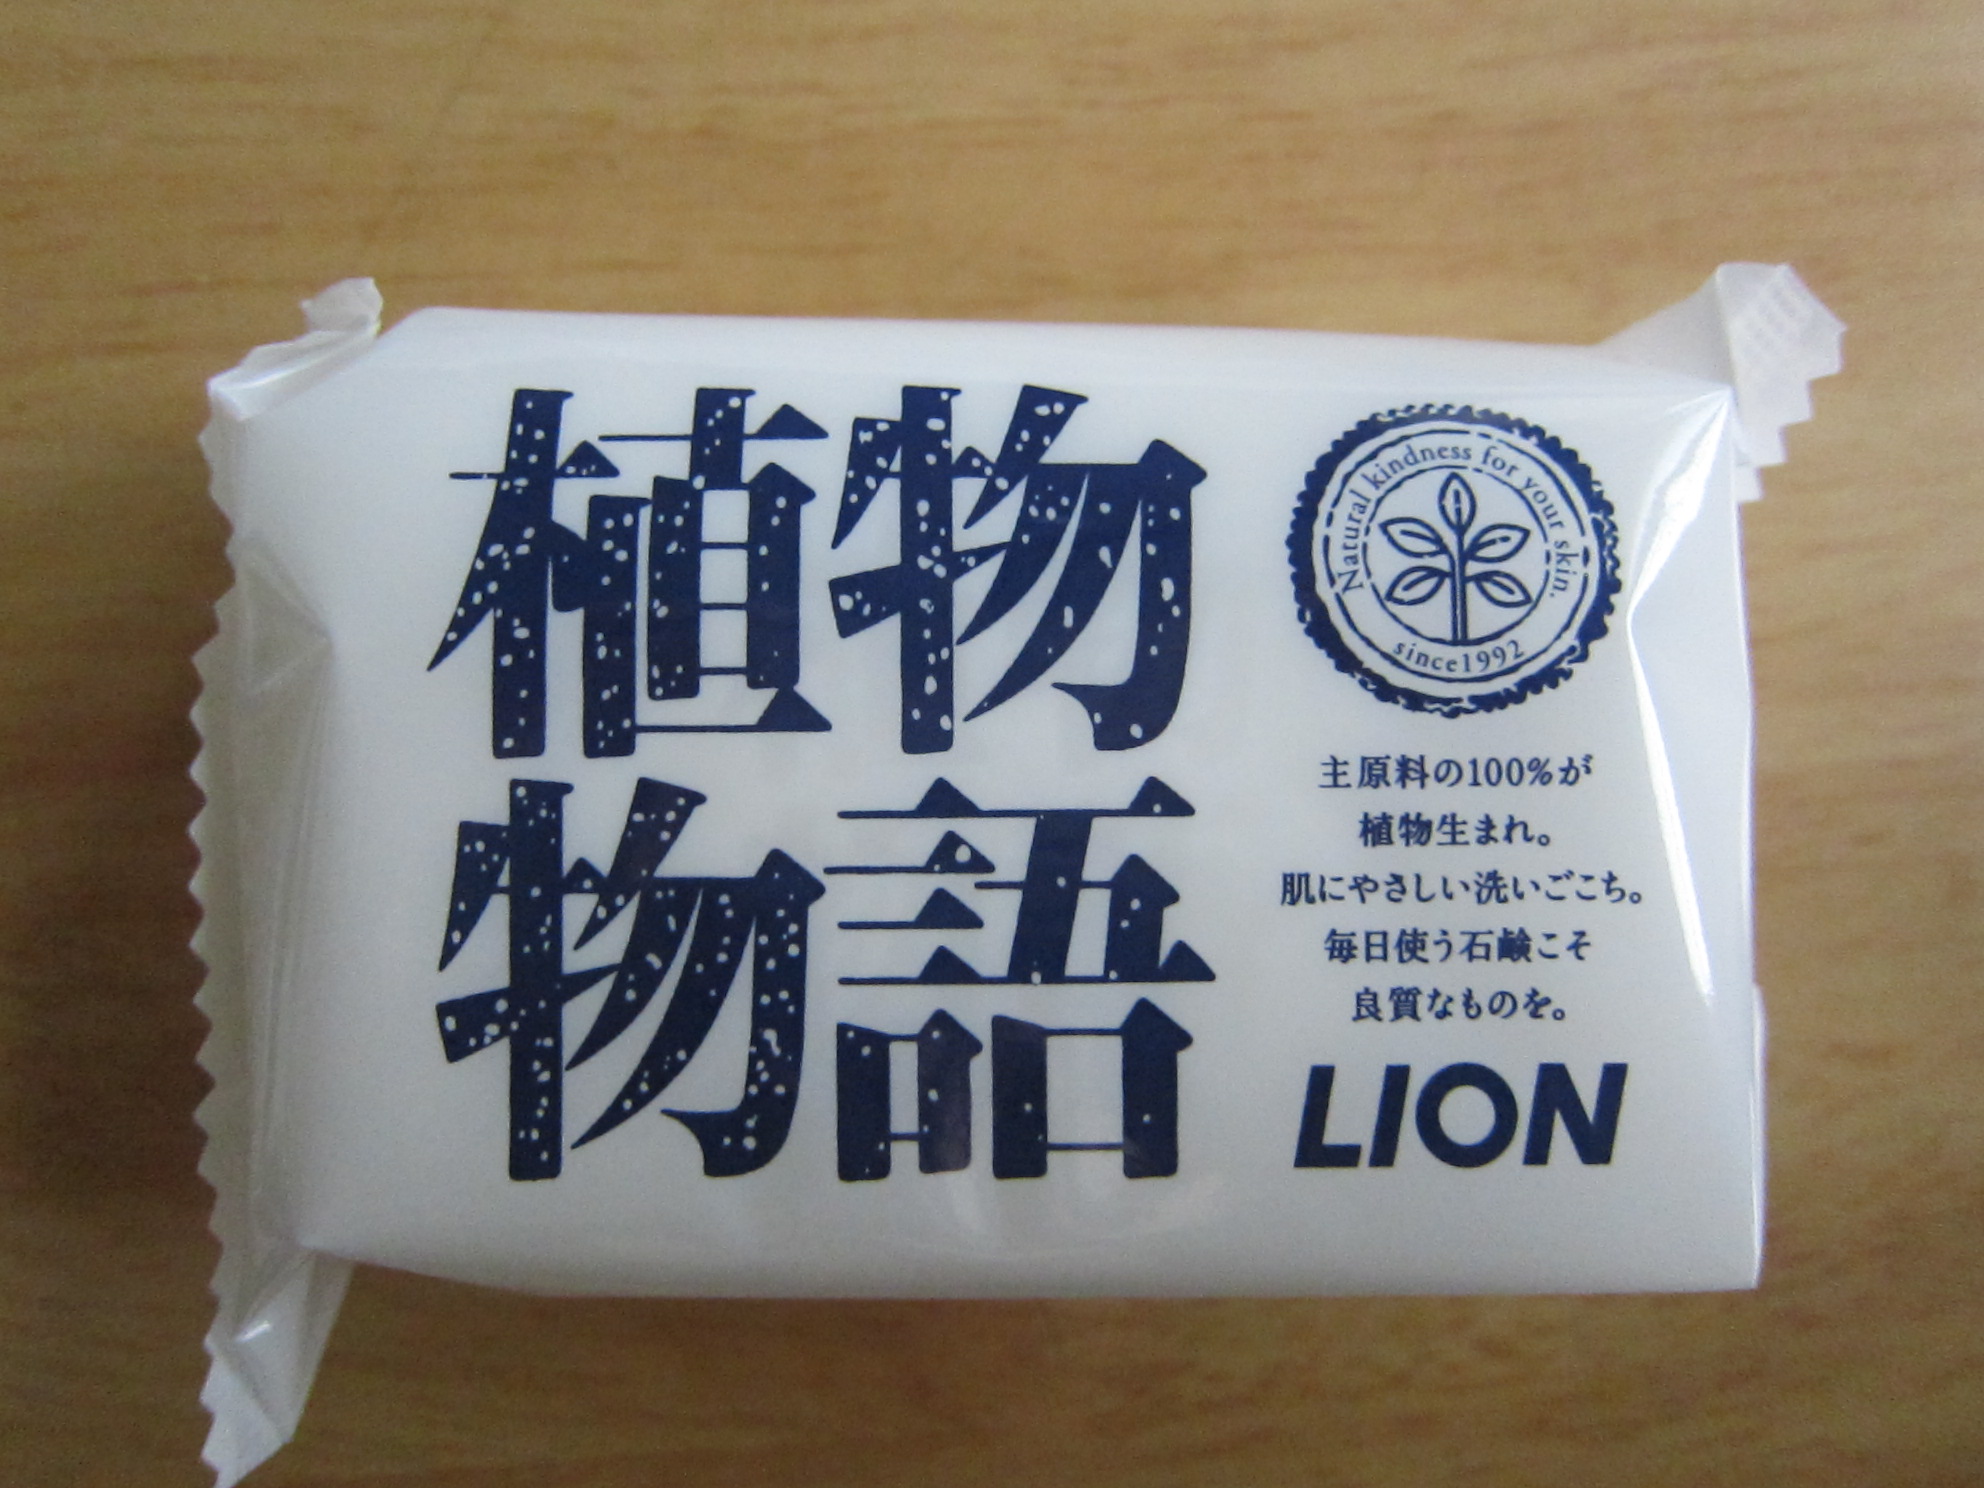 植物
物語
Natural kindness for your skin.
since1992
主原料の100%が
植物生まれ。
肌にやさしい洗いごこち。
毎日使う石鹸こそ
良質なものを。
LION